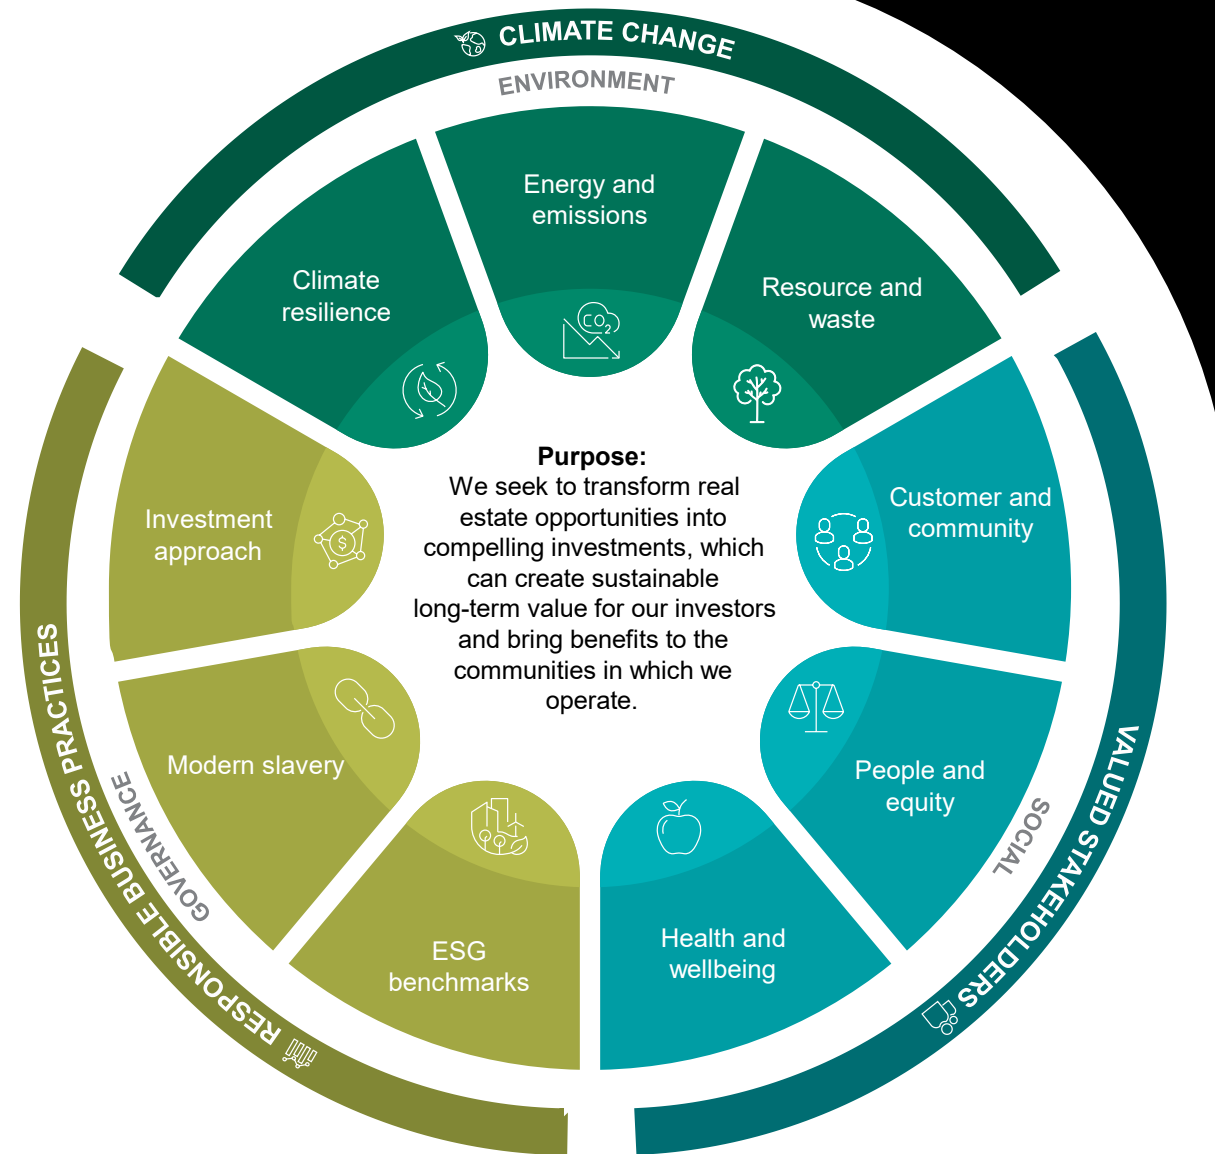 CLIMATE CHANGE
ENVIRONMENT
Energy and
emissions
Climate
resilience
Resource and
waste
CO2
Investment
approach
$
Customer and
community
Purpose:
We seek to transform real
estate opportunities into
compelling investments, which
can create sustainable
long-term value for our investors
and bring benefits to the
communities in which we
operate.
Modern slavery
People and
equity
ESG
benchmarks
Health and
wellbeing
GOVERNANCE
SOCIAL
RESPONSIBLE BUSINESS PRACTICES
VALUED STAKEHOLDERS